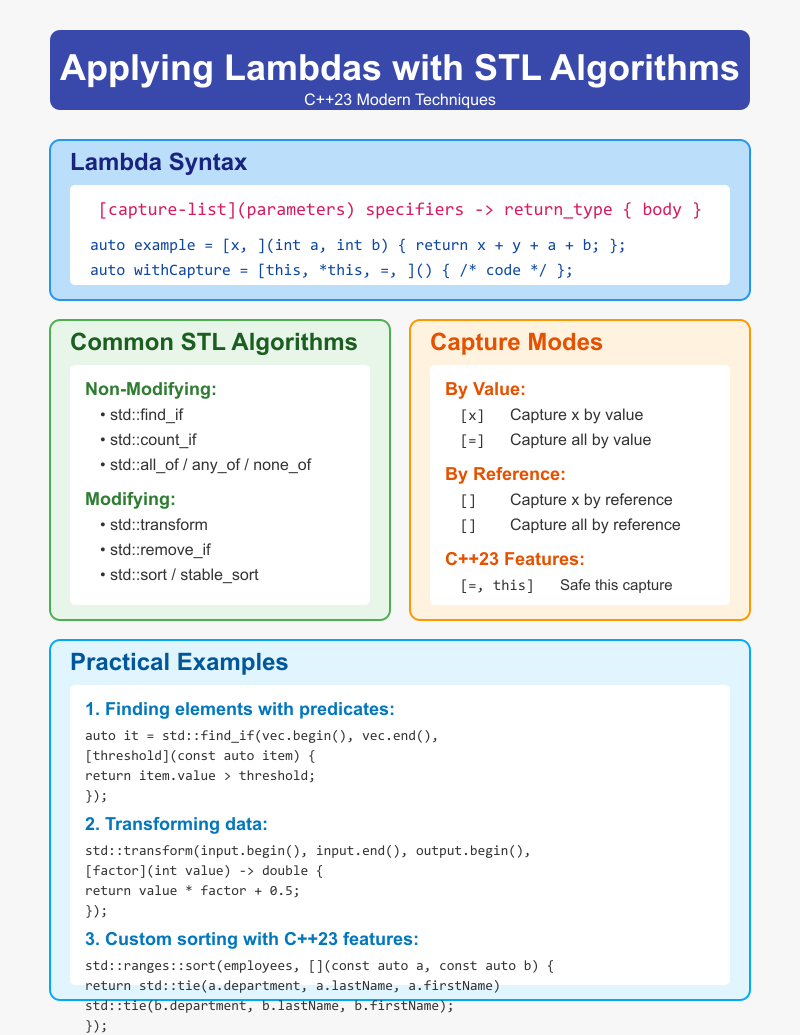 Applying Lambdas with STL Algorithms
C++23 Modern Techniques
Lambda Syntax
[capture-list](parameters) specifiers -> return_type { body }
auto example = [x, ](int a, int b) { return x + y + a + b; };
auto withCapture = [this, *this, =, ]() { /* code */ };
Common STL Algorithms
Non-Modifying:
• std::find_if
• std::count_if
• std::all_of / any_of / none_of
Modifying:
• std::transform
• std::remove_if
• std::sort / stable_sort
Capture Modes
By Value:
[x] Capture x by value
[=] Capture all by value
By Reference:
[] Capture x by reference
[] Capture all by reference
C++23 Features:
[=, this] Safe this capture
Practical Examples
1. Finding elements with predicates:
auto it = std::find_if(vec.begin(), vec.end(),
[threshold](const auto item) {
return item.value > threshold;
});
2. Transforming data:
std::transform(input.begin(), input.end(), output.begin(),
[factor](int value) -> double {
return value * factor + 0.5;
});
3. Custom sorting with C++23 features:
std::ranges::sort(employees, [](const auto a, const auto b) {
return std::tie(a.department, a.lastName, a.firstName)
std::tie(b.department, b.lastName, b.firstName);
});